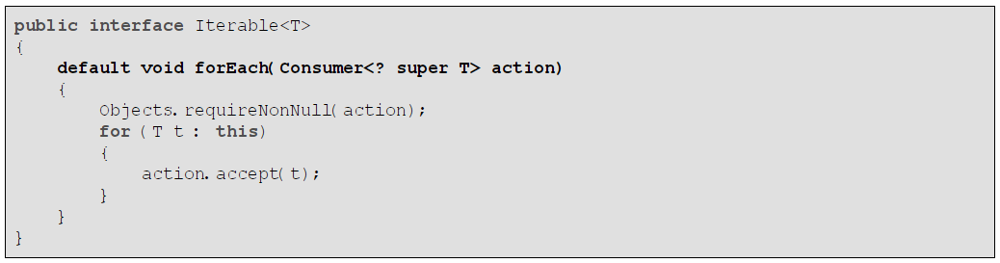 public interface Iterable<T>
{
    default void forEach(Consumer<? super T> action)
    {
        Objects.requireNonNull(action);
        for (T t : this)
        {
            action.accept(t);
        }
    }
}